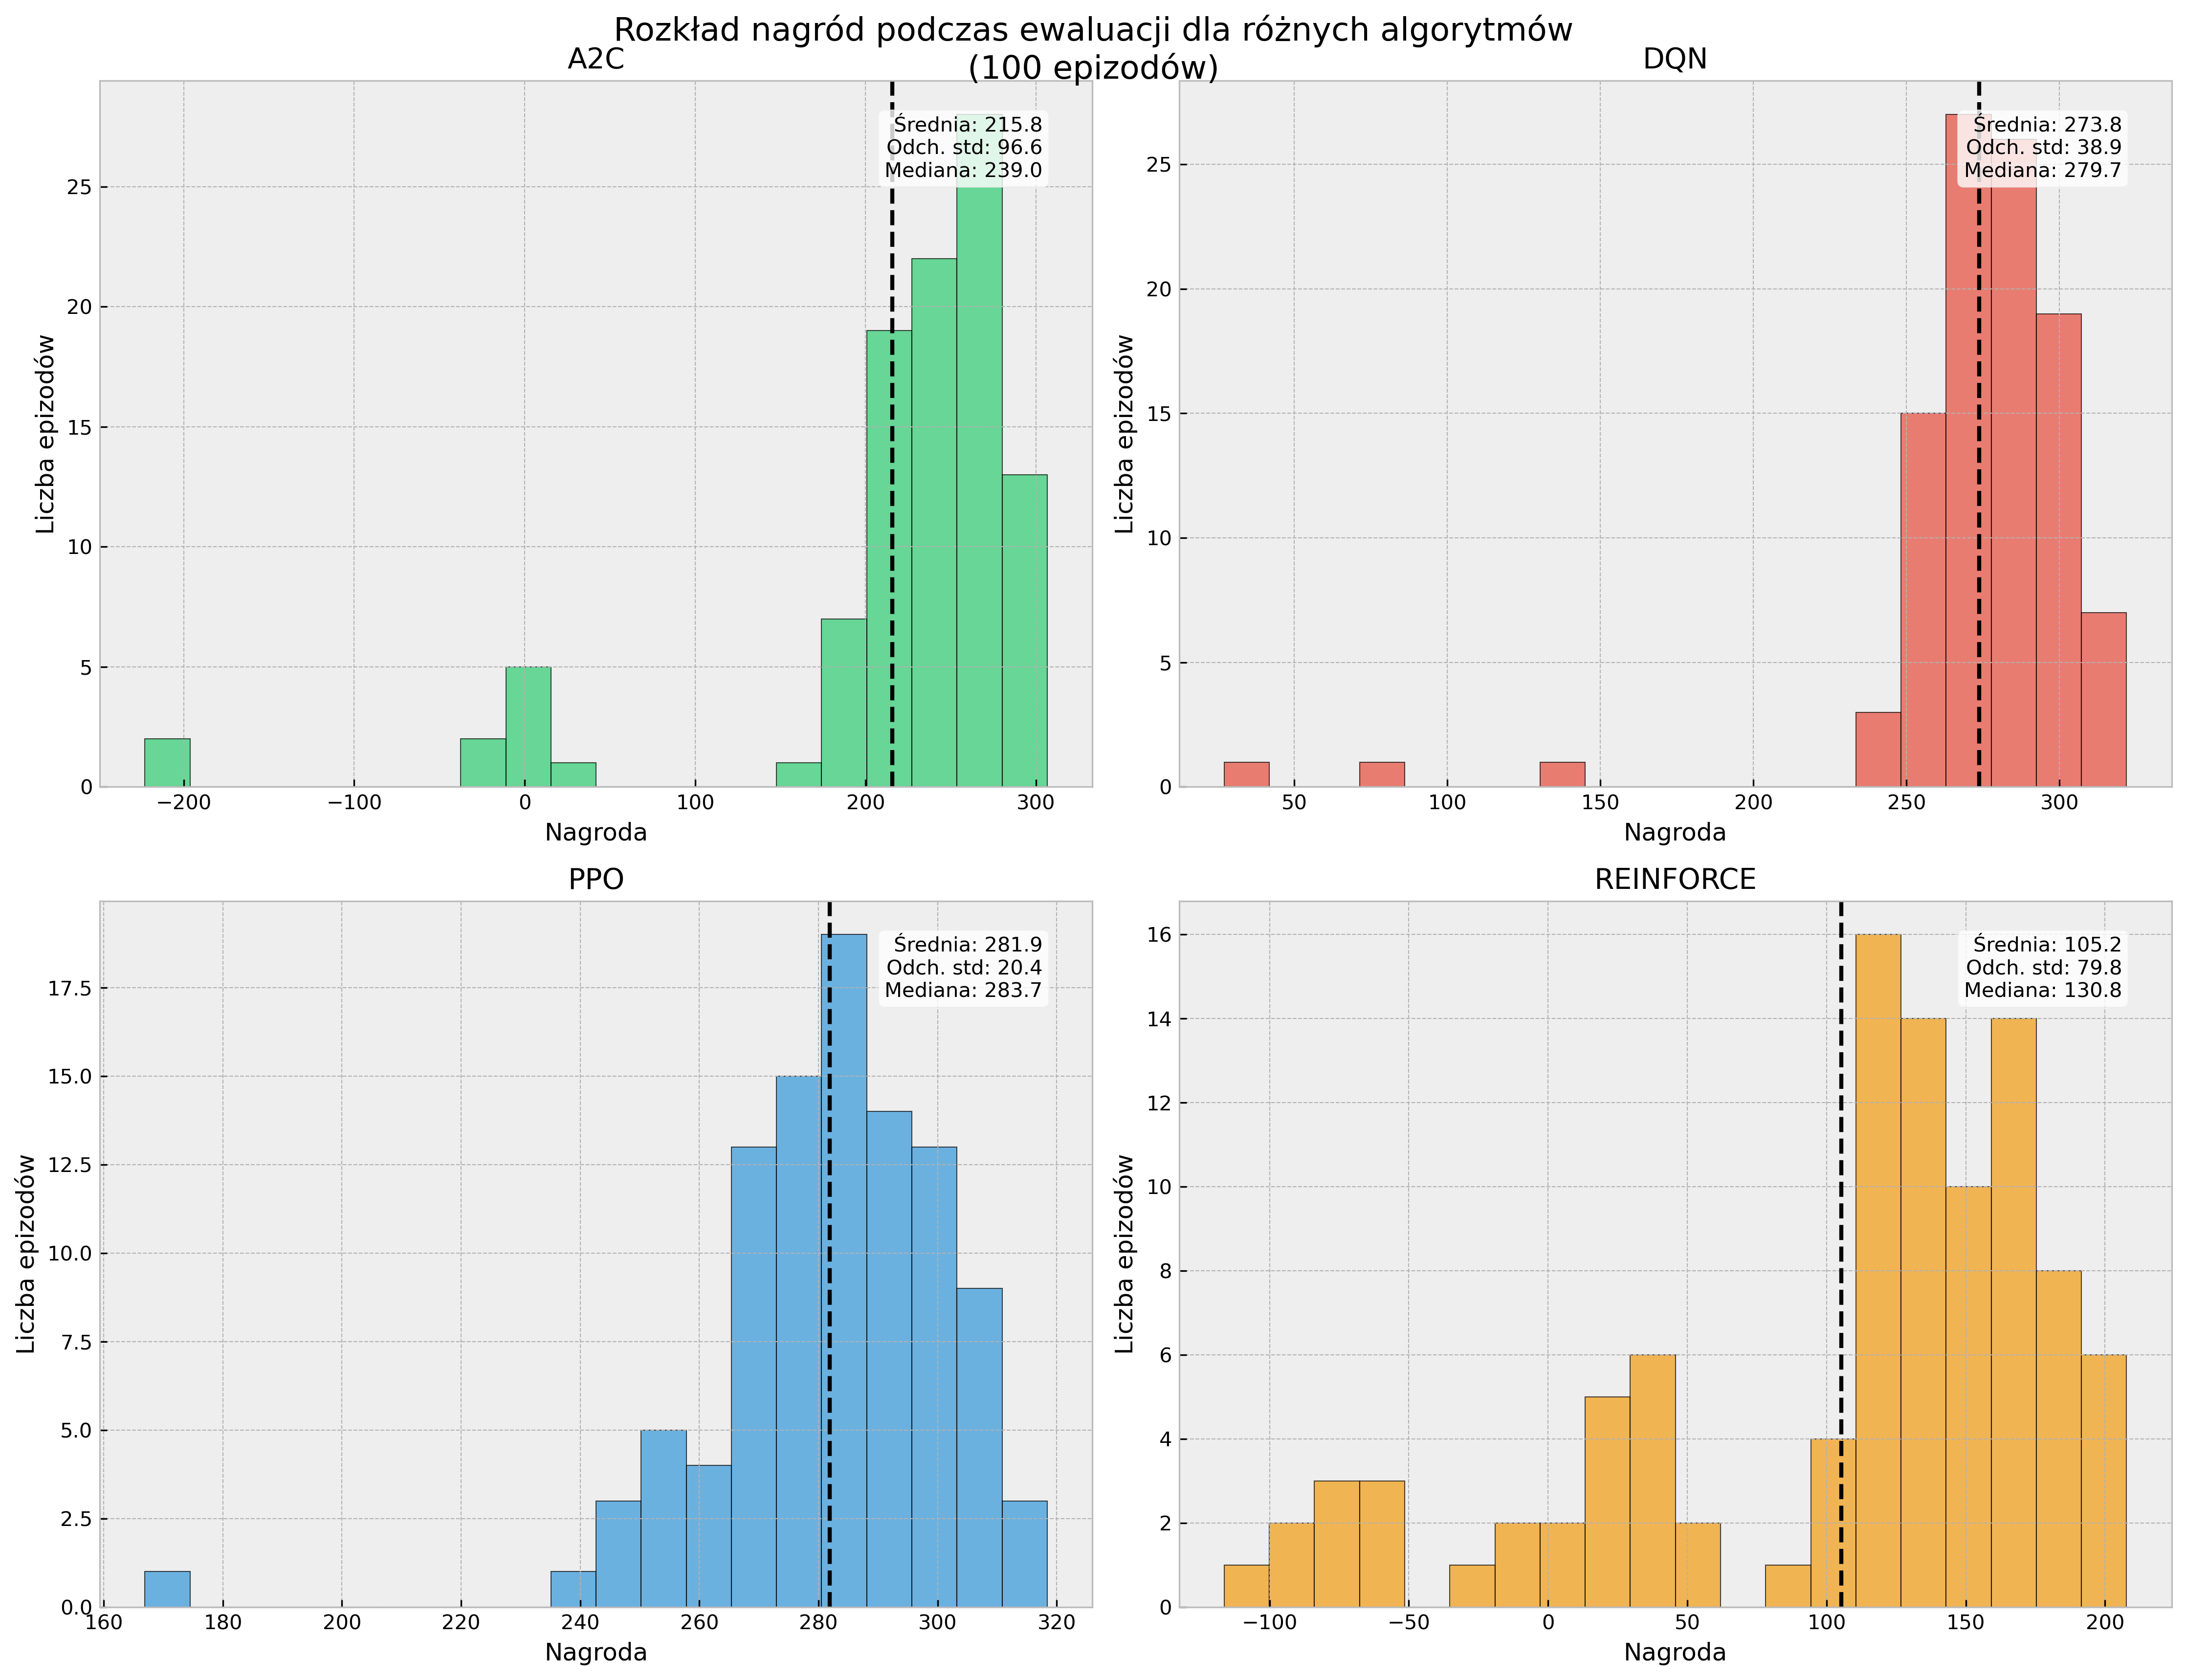 Rozkład nagród podczas ewaluacji dla różnych algorytmów
(100 epizodów)
A2C
Średnia: 215.8
Odch. std: 96.6
Mediana: 239.0
Liczba epizodów
25
20
15
10
5
0
−200
−100
0
100
200
300
Nagroda
DQN
Średnia: 273.8
Odch. std: 38.9
Mediana: 279.7
Liczba epizodów
25
20
15
10
5
0
50
100
150
200
250
300
Nagroda
PPO
Średnia: 281.9
Odch. std: 20.4
Mediana: 283.7
Liczba epizodów
17.5
15.0
12.5
10.0
7.5
5.0
2.5
0.0
160
180
200
220
240
260
280
300
320
Nagroda
REINFORCE
Średnia: 105.2
Odch. std: 79.8
Mediana: 130.8
Liczba epizodów
16
14
12
10
8
6
4
2
0
−100
−50
0
50
100
150
200
Nagroda